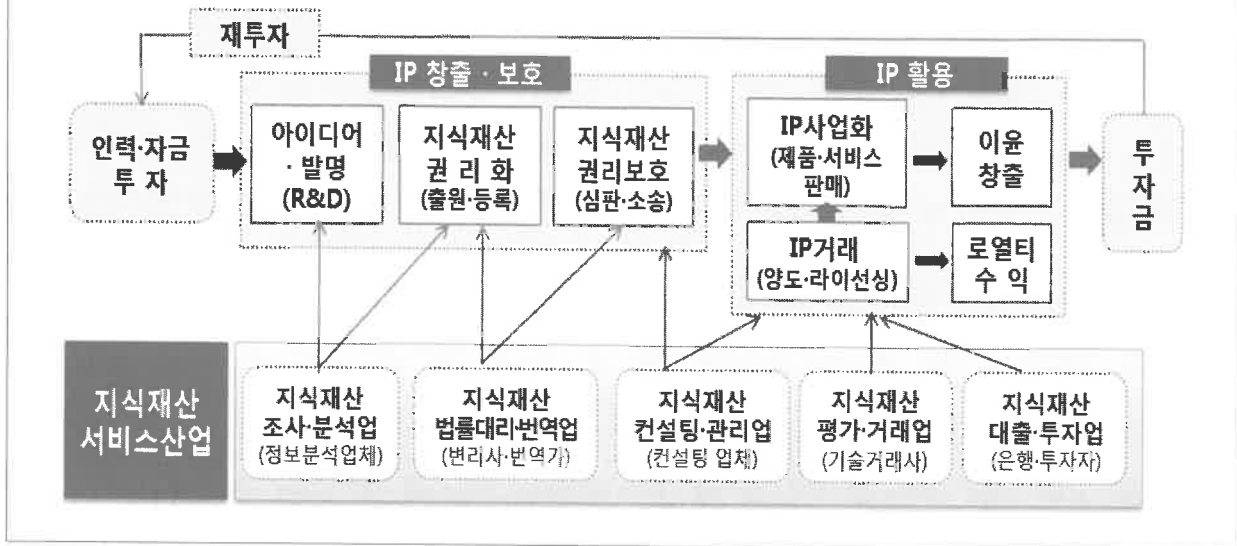 재투자
IP 창출 · 보호
IP 활용
인력·자금
투 자
아이디어
· 발명
(R&D)
지식재산
권 리 화
(출원·등록)
지식재산
권리보호
(심판·소송)
IP사업화
(제품·서비스
판매)
이윤
창출
IP거래
(양도·라이선싱)
로열티
수 익
투
자
금
지식재산
서비스산업
지식재산
조사·분석업
(정보분석업체)
지식재산
법률대리·번역업
(변리사·번역가)
지식재산
컨설팅·관리업
(컨설팅 업체)
지식재산
평가·거래업
(기술거래사)
지식재산
대출·투자업
(은행·투자자)